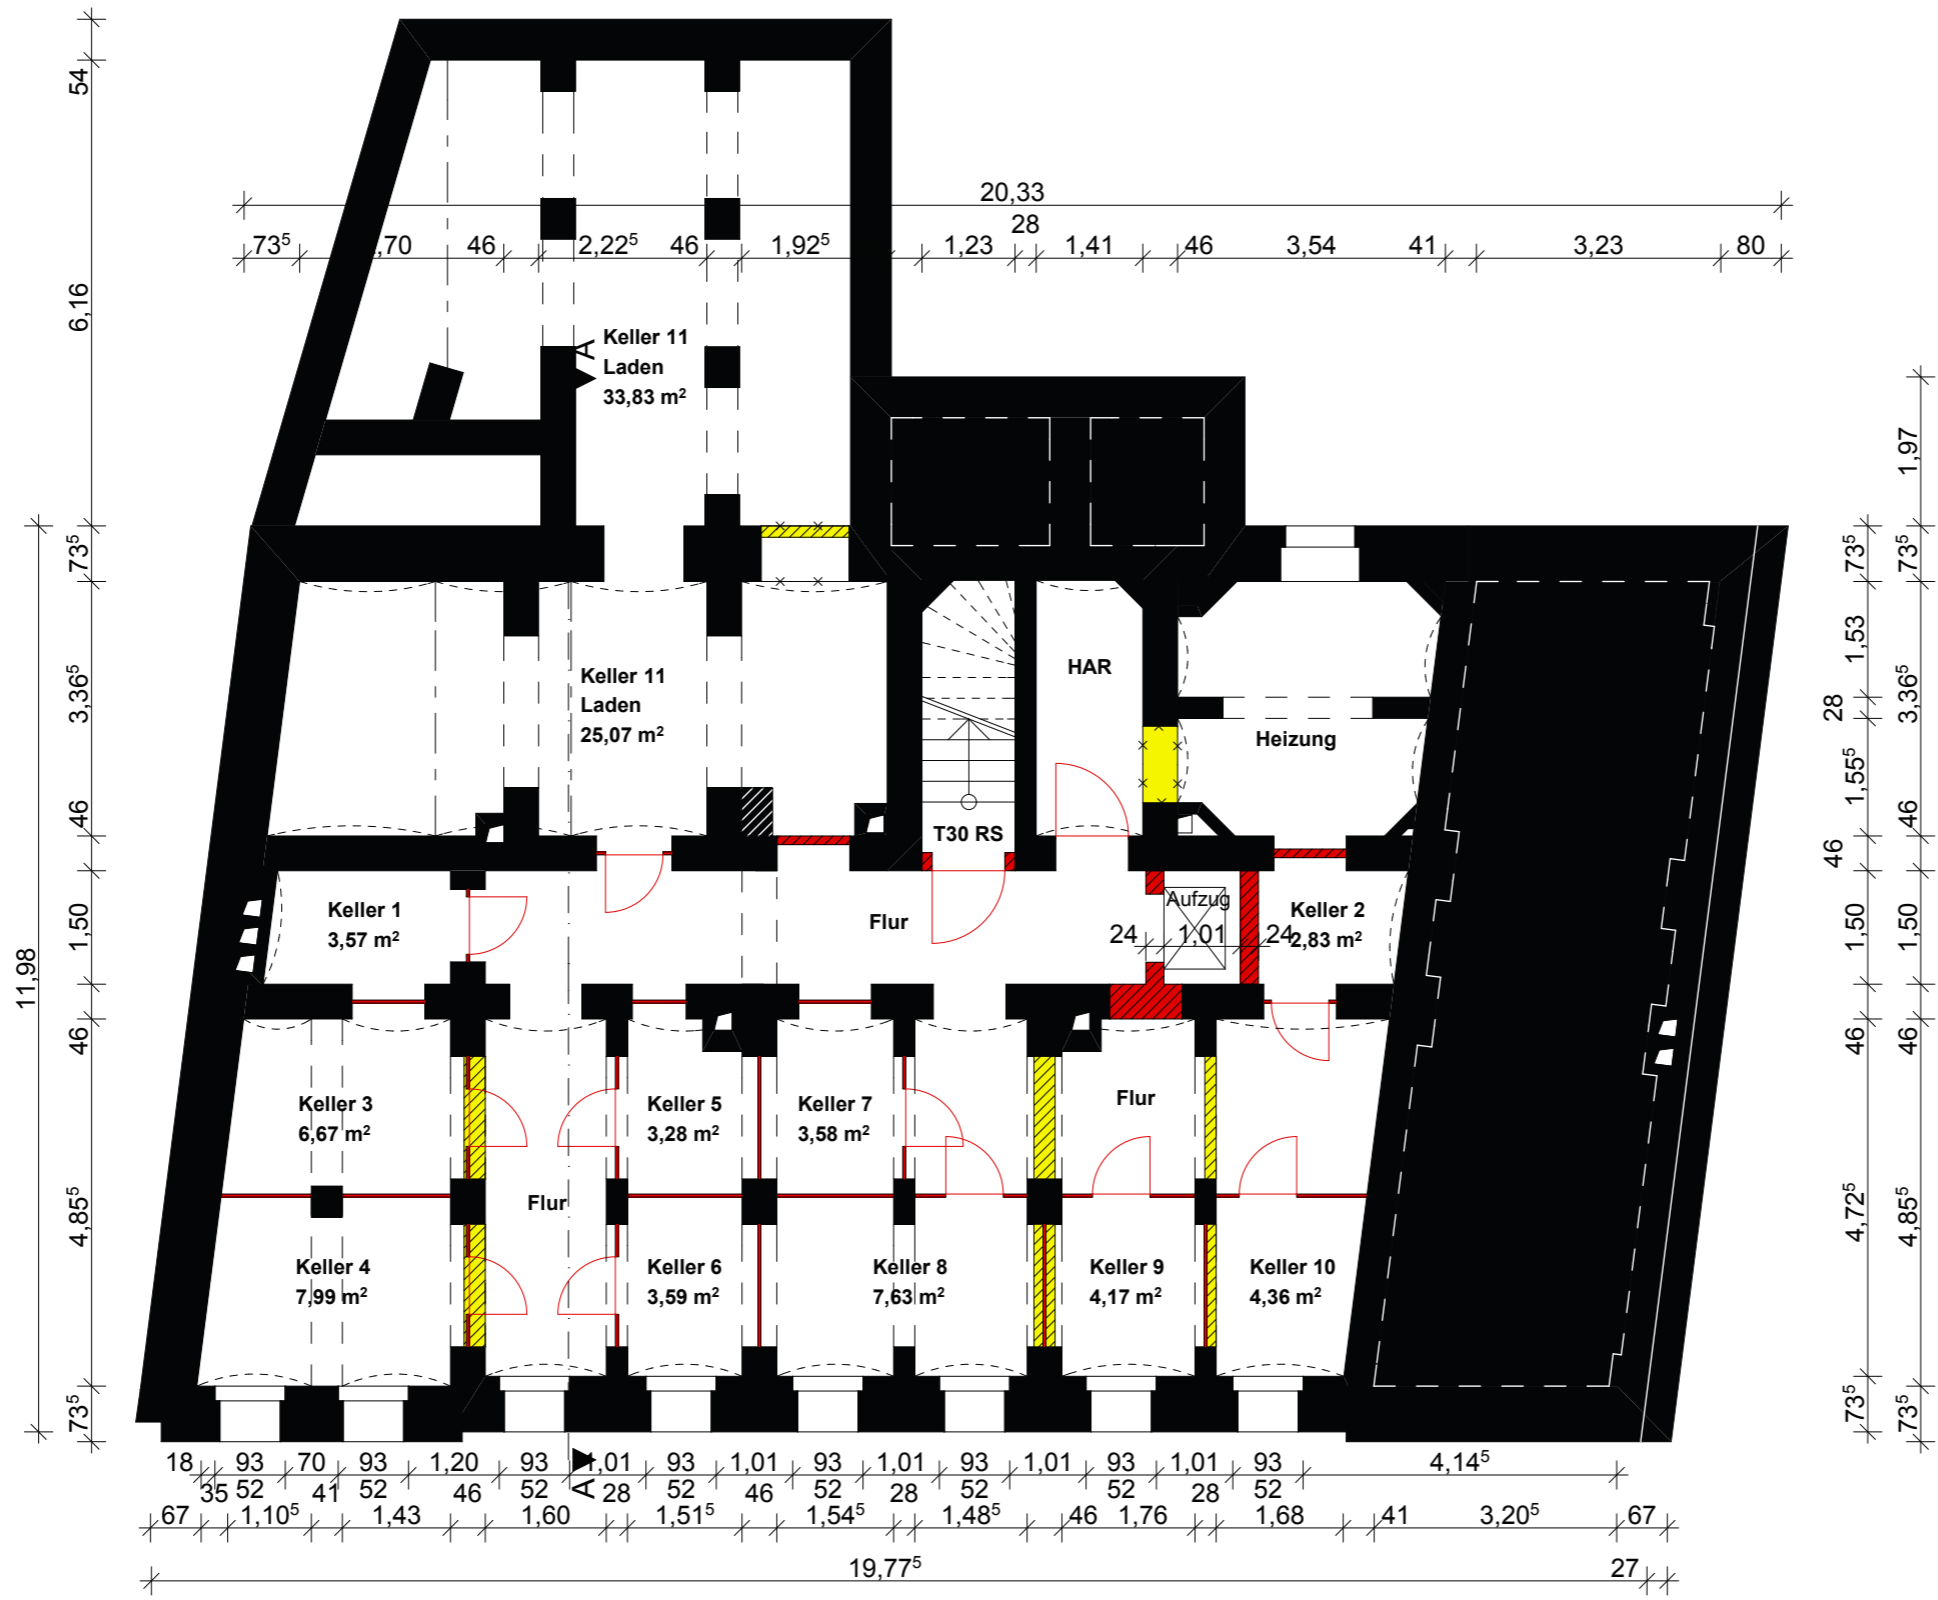 54
6,16
73⁵
3,36⁵
46
1,50
46
4,85⁵
73⁵
11,98
20,33
28
73⁵ ,70 46 2,22⁵ 46 1,92⁵ 1,23 1,41 46 3,54 41 3,23 80
Keller 11
Laden
33,83 m²
A
Keller 11
Laden
25,07 m²
HAR
Heizung
T30 RS
Keller 1
3,57 m²
Flur
Aufzug
24 1,01 24
Keller 2
2,83 m²
Keller 3
6,67 m²
Keller 5
3,28 m²
Keller 7
3,58 m²
Flur
Flur
Keller 4
7,99 m²
Keller 6
3,59 m²
Keller 8
7,63 m²
Keller 9
4,17 m²
Keller 10
4,36 m²
73⁵
1,53
28
1,55⁵
46
1,50
46
4,72⁵
73⁵
1,97
73⁵
3,36⁵
46
1,50
46
4,85⁵
73⁵
18 93 70 93 1,20 93 1,01 93 1,01 93 1,01 93 1,01 93 1,01 93 4,14⁵
35 52 41 52 46 52 A 28 52 46 52 28 52 52 28 52
67 1,10⁵ 1,43 1,60 1,51⁵ 1,54⁵ 1,48⁵ 46 1,76 1,68 41 3,20⁵ 67
19,77⁵ 27